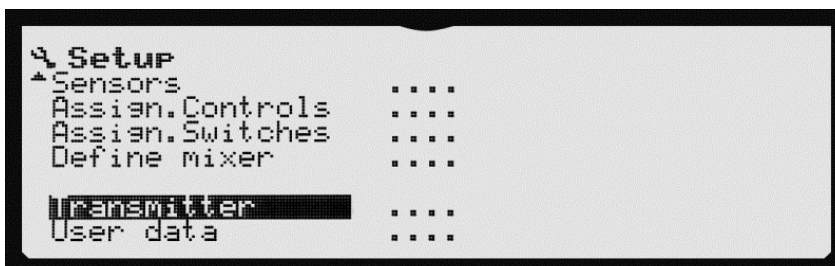 Setup
Sensors ....
Assign.Controls ....
Assign.Switches ....
Define mixer ....
Transmitter ....
User data ....